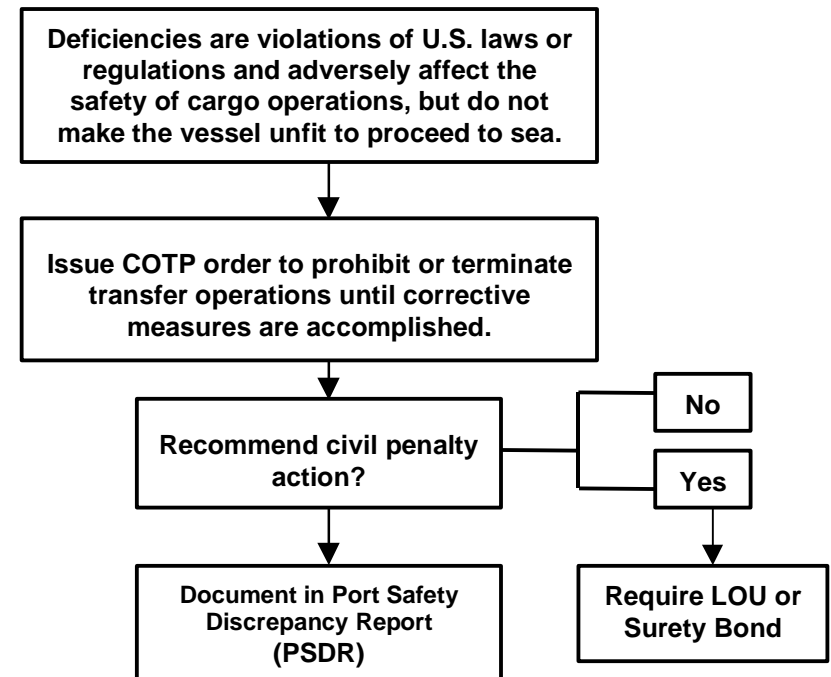 Deficiencies are violations of U.S. laws or
regulations and adversely affect the
safety of cargo operations, but do not
make the vessel unfit to proceed to sea.
Issue COTP order to prohibit or terminate
transfer operations until corrective
measures are accomplished.
Recommend civil penalty
action?
No
Yes
Document in Port Safety
Discrepancy Report
(PSDR)
Require LOU or
Surety Bond